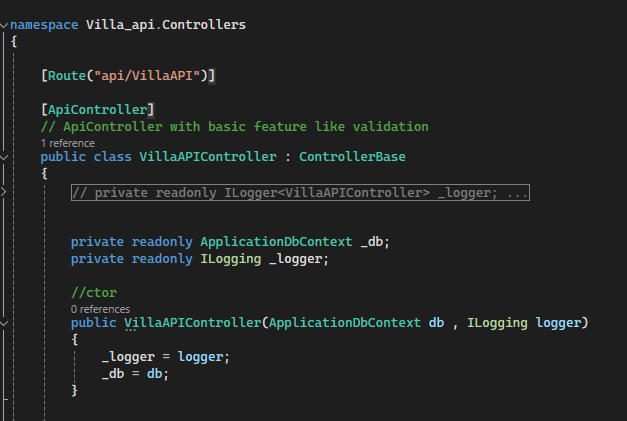 namespace Villa_api.Controllers
{
[Route("api/VillaAPI")]
[ApiController]
// ApiController with basic feature like validation
1 reference
public class VillaAPIController : ControllerBase
{
// private readonly ILogger<VillaAPIController> _logger; ...
private readonly ApplicationDbContext _db;
private readonly ILogging _logger;
//ctor
0 references
public VillaAPIController(ApplicationDbContext db , ILogging logger)
{
_logger = logger;
_db = db;
}